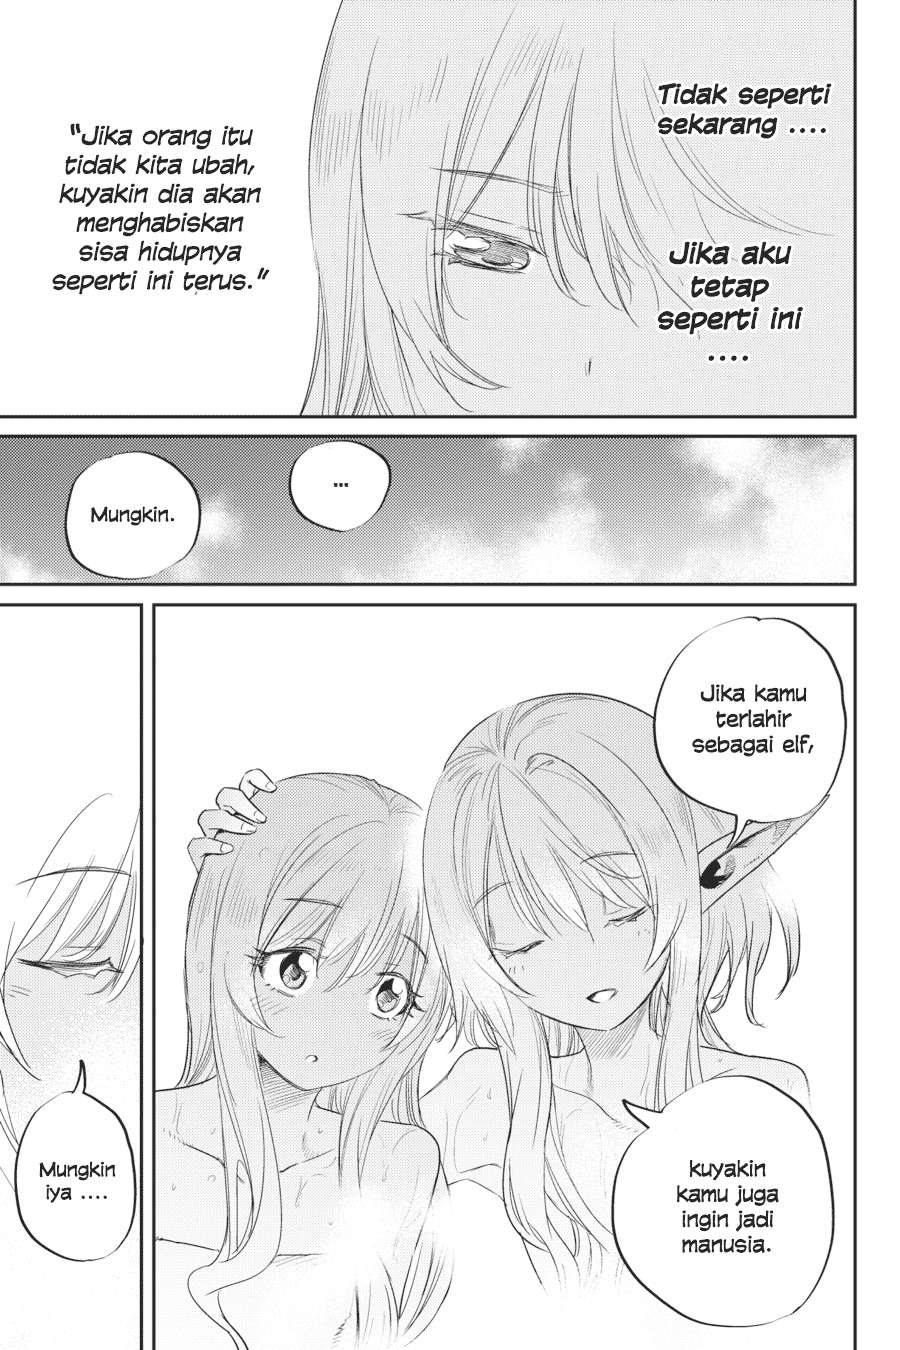 Tidak seperti
sekarang ....
Jika aku
tetap
seperti ini
....
"Jika orang itu
tidak kita ubah,
kuyakin dia akan
menghabiskan
sisa hidupnya
seperti ini terus."
...
Mungkin.
Jika kamu
terlahir
sebagai elf,
kuyakin
kamu juga
ingin jadi
manusia.
Mungkin
iya ....